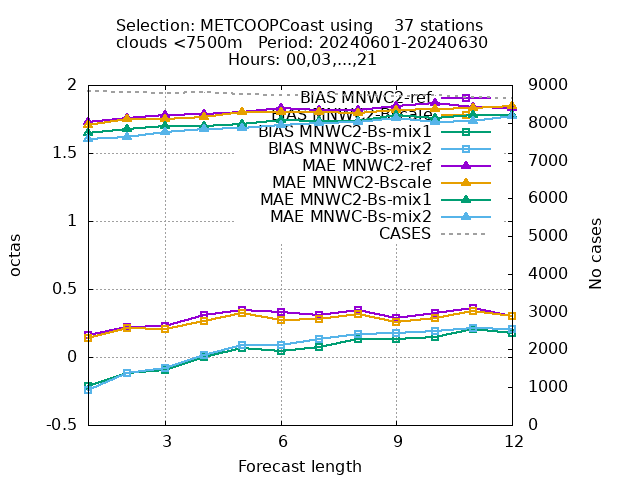 Selection: METCOOPCoast using    37 stations
clouds <7500m   Period: 20240601-20240630
Hours: 00,03,...,21
2
1.5
1
0.5
0
-0.5
9000
8000
7000
6000
5000
4000
3000
2000
1000
0
BIAS MNWC2-ref
BIAS MNWC2-Bscale
BIAS MNWC2-Bs-mix1
BIAS MNWC-Bs-mix2
MAE MNWC2-ref
MAE MNWC2-Bscale
MAE MNWC2-Bs-mix1
MAE MNWC-Bs-mix2
CASES
octas
No cases
3 6 9 12
Forecast length